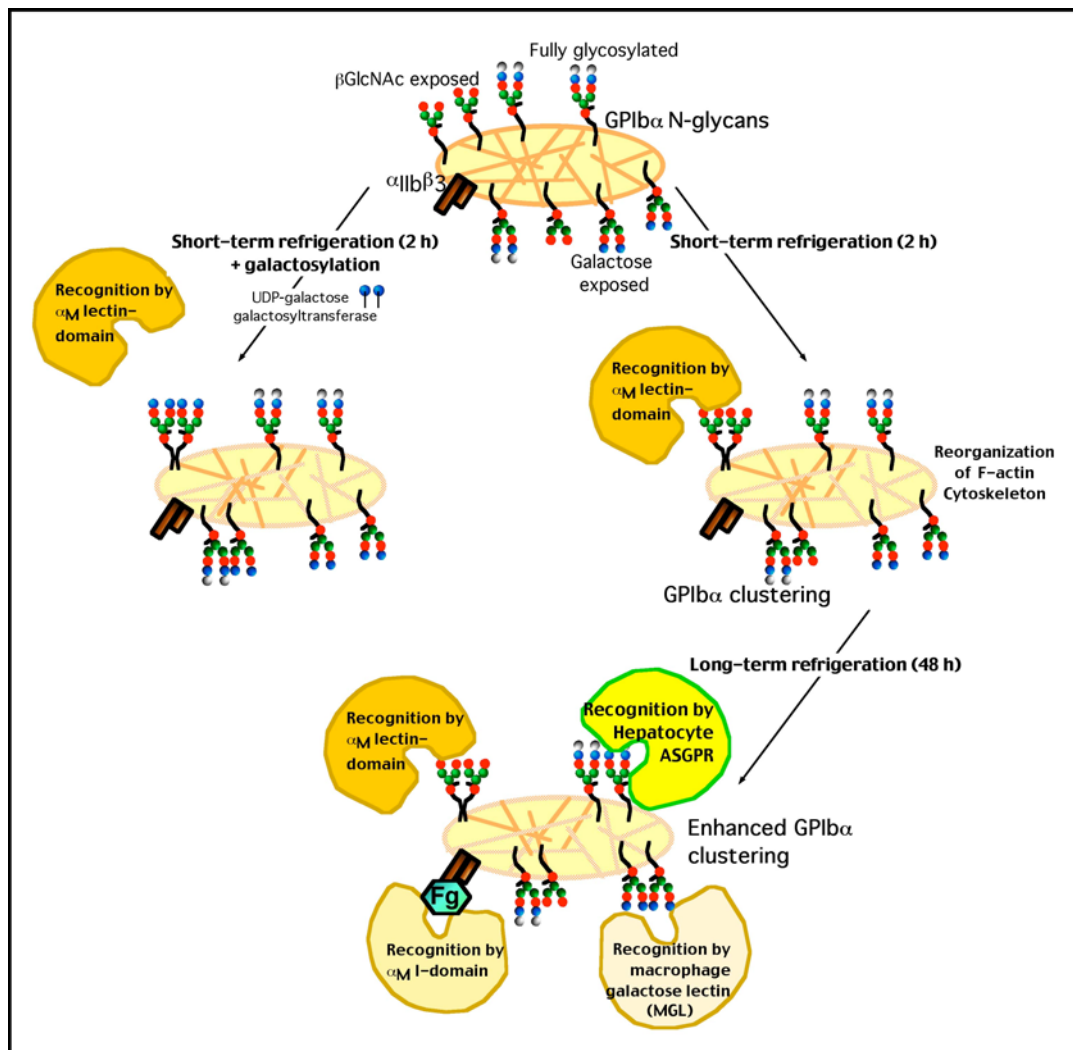 Fully glycosylated
βGlcNAc exposed
GPIbα N-glycans
αIIbβ3
Short-term refrigeration (2 h)
+ galactosylation
UDP-galactose
galactosyltransferase
Short-term refrigeration (2 h)
Galactose
exposed
Recognition by
αM lectin-
domain
Recognition by
αM lectin-
domain
Reorganization
of F-actin
Cytoskeleton
GPIbα clustering
Long-term refrigeration (48 h)
Recognition by
αM lectin-
domain
Recognition by
Hepatocyte
ASGPR
Enhanced GPIbα
clustering
Fg
Recognition by
αM I-domain
Recognition by
macrophage
galactose lectin
(MGL)